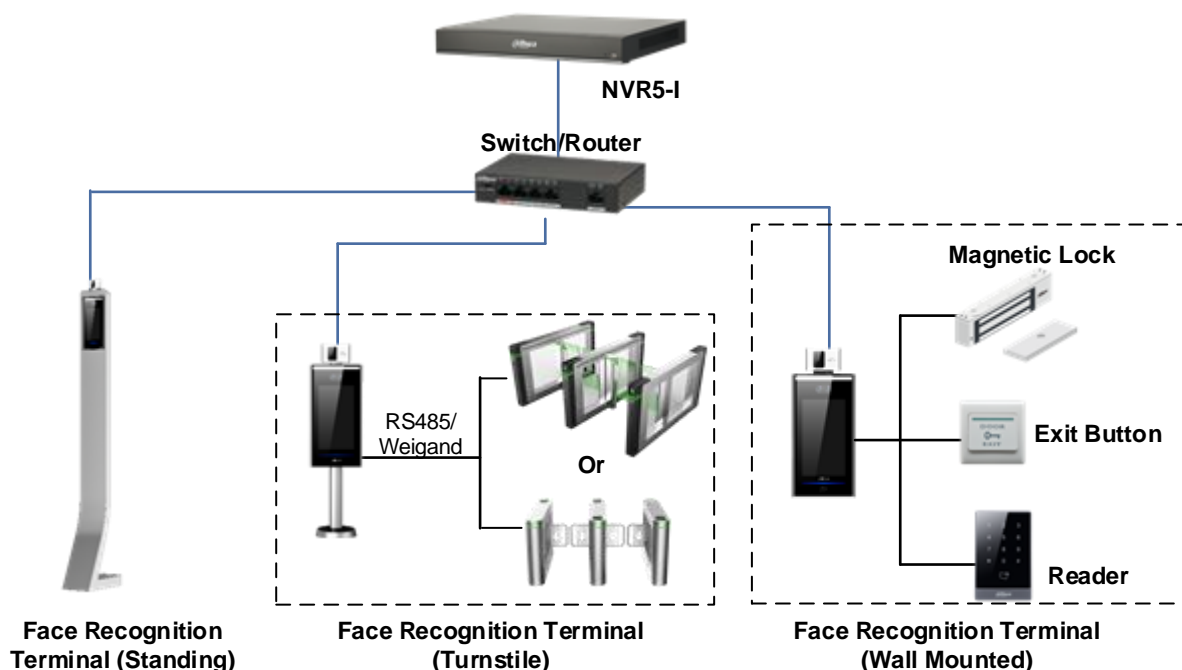 NVR5-I
Switch/Router
Magnetic Lock
RS485/
Weigand
Or
Exit Button
Reader
Face Recognition
Terminal (Standing)
Face Recognition Terminal
(Turnstile)
Face Recognition Terminal
(Wall Mounted)